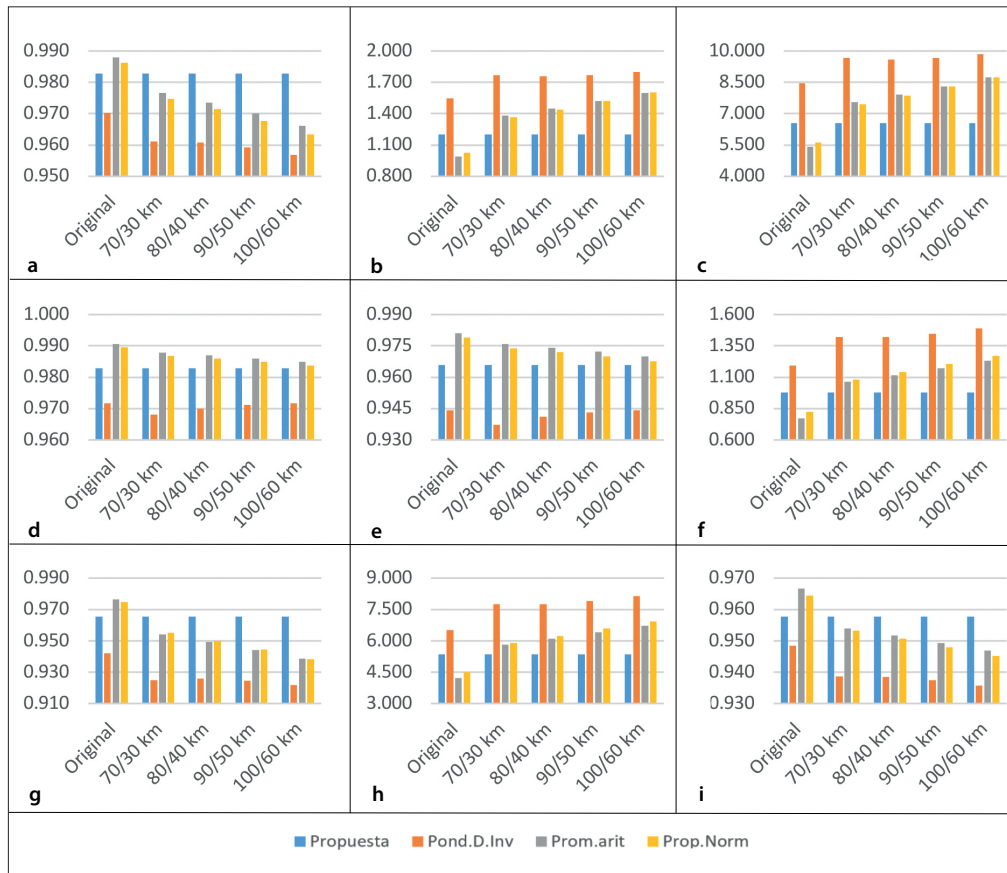 0.990
0.980
0.970
0.960
0.950
Original
70/30 km
80/40 km
90/50 km
100/60 km
a
2.000
1.700
1.400
1.100
0.800
Original
70/30 km
80/40 km
90/50 km
100/60 km
b
10.000
8.500
7.000
5.500
4.000
Original
70/30 km
80/40 km
90/50 km
100/60 km
c
1.000
0.990
0.980
0.970
0.960
Original
70/30 km
80/40 km
90/50 km
100/60 km
d
0.990
0.975
0.960
0.945
0.930
Original
70/30 km
80/40 km
90/50 km
100/60 km
e
1.600
1.350
1.100
0.850
0.600
Original
70/30 km
80/40 km
90/50 km
100/60 km
f
0.990
0.970
0.950
0.930
0.910
Original
70/30 km
80/40 km
90/50 km
100/60 km
g
9.000
7.500
6.000
4.500
3.000
Original
70/30 km
80/40 km
90/50 km
100/60 km
h
0.970
0.960
0.950
0.940
0.930
Original
70/30 km
80/40 km
90/50 km
100/60 km
i
Propuesta Pond.D.Inv Prom.arit Prop.Norm